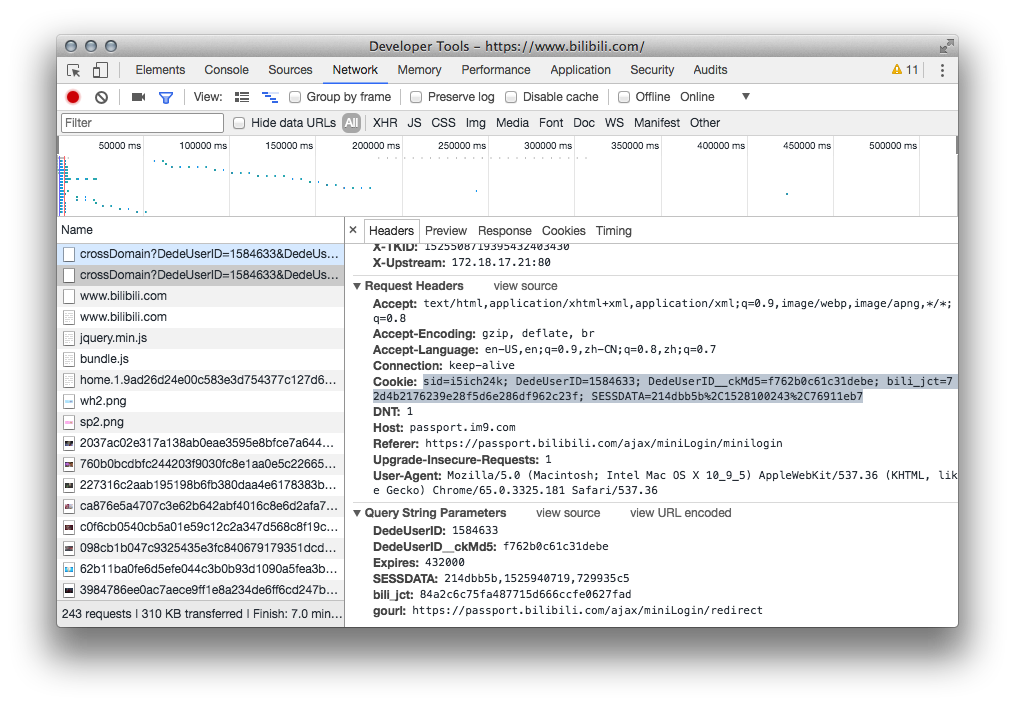 Developer Tools - https://www.bilibili.com/
Elements Console Sources Network Memory Performance Application Security Audits 11
View: Group by frame Preserve log Disable cache Offline Online
Filter Hide data URLs All XHR JS CSS Img Media Font Doc WS Manifest Other
50000 ms 100000 ms 150000 ms 200000 ms 250000 ms 300000 ms 350000 ms 400000 ms 450000 ms 500000 ms
Name
crossDomain?DedeUserID=1584633&DedeUs...
crossDomain?DedeUserID=1584633&DedeUs...
www.bilibili.com
www.bilibili.com
jquery.min.js
bundle.js
home.1.9ad26d24e00c583e3d754377c127d6...
wh2.png
sp2.png
2037ac02e317a138ab0eae3595e8bfce7a644...
760b0bcdbfc244203f9030fc8e1aa0e5c22665...
227316c2aab195198b6fb380daa4e6178383b...
ca876e5a4707c3e62b642abf4016c8e6d2afa7...
c0f6cb0540cb5a01e59c12c2a347d568c8f19c...
098cb1b047c9325435e3fc840679179351dcd...
62b11ba0fe6d5efe044c3b0b93d1090a5fea3b...
3984786ee0ac7aece9ff1e8a234de6ff6cd247b...
243 requests | 310 KB transferred | Finish: 7.0 min...
× Headers Preview Response Cookies Timing
X-TKID: 1525508719395432403430
X-Upstream: 172.18.17.21:80
Request Headers view source
Accept: text/html,application/xhtml+xml,application/xml;q=0.9,image/webp,image/apng,*/*;
q=0.8
Accept-Encoding: gzip, deflate, br
Accept-Language: en-US,en;q=0.9,zh-CN;q=0.8,zh;q=0.7
Connection: keep-alive
Cookie: sid=i5ich24k; DedeUserID=1584633; DedeUserID__ckMd5=f762b0c61c31debe; bili_jct=7
2d4b2176239e28f5d6e286df962c23f; SESSDATA=214dbb5b%2C1528100243%2C76911eb7
DNT: 1
Host: passport.im9.com
Referer: https://passport.bilibili.com/ajax/miniLogin/minilogin
Upgrade-Insecure-Requests: 1
User-Agent: Mozilla/5.0 (Macintosh; Intel Mac OS X 10_9_5) AppleWebKit/537.36 (KHTML, lik
e Gecko) Chrome/65.0.3325.181 Safari/537.36
Query String Parameters view source view URL encoded
DedeUserID: 1584633
DedeUserID__ckMd5: f762b0c61c31debe
Expires: 432000
SESSDATA: 214dbb5b,1525940719,729935c5
bili_jct: 84a2c6c75fa487715d666ccfe0627fad
gourl: https://passport.bilibili.com/ajax/miniLogin/redirect